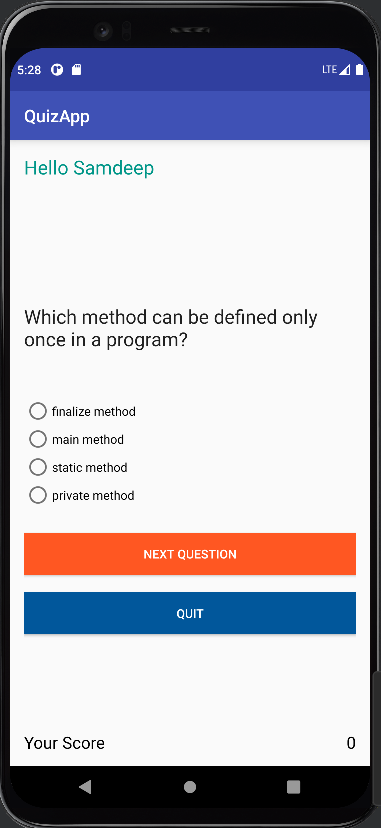 5:28
LTE
QuizApp
Hello Samdeep
Which method can be defined only
once in a program?
finalize method
main method
static method
private method
NEXT QUESTION
QUIT
Your Score 0